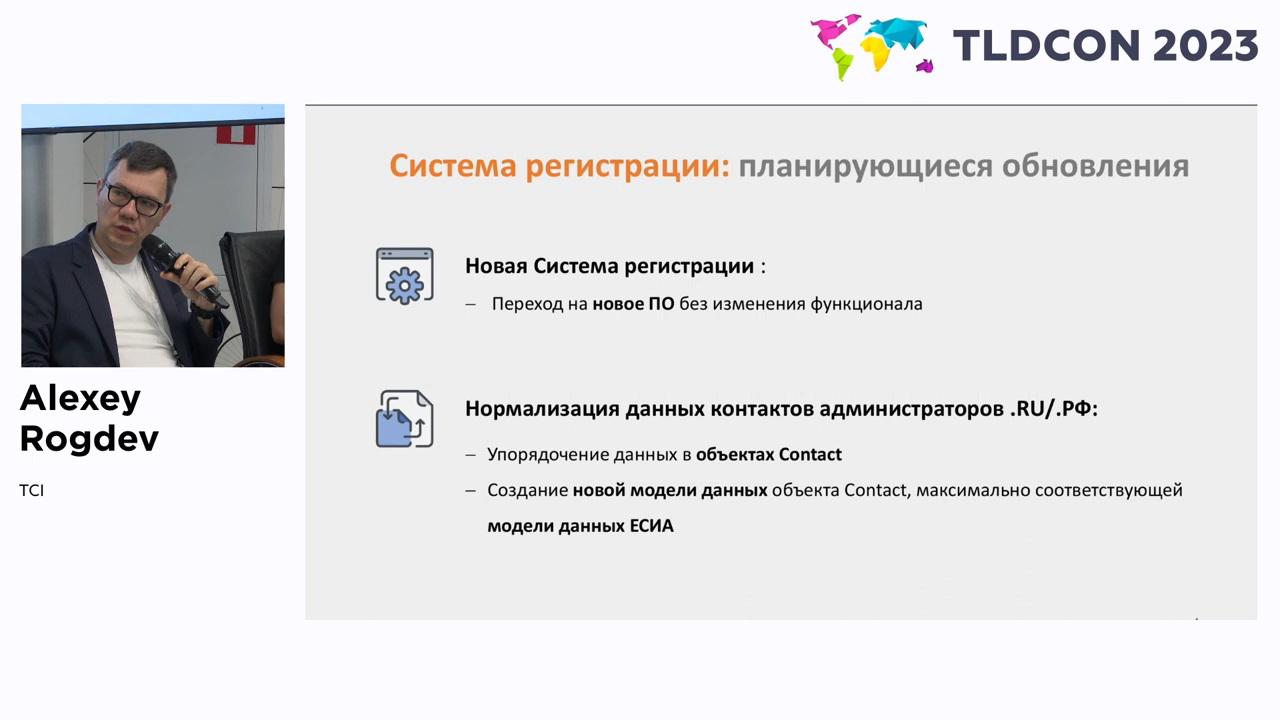 TLDCON 2023
Система регистрации: планирующиеся обновления
Новая Система регистрации :
– Переход на новое ПО без изменения функционала
Нормализация данных контактов администраторов .RU/.РФ:
– Упорядочение данных в объектах Contact
– Создание новой модели данных объекта Contact, максимально соответствующей
модели данных ЕСИА
Alexey
Rogdev
TCI